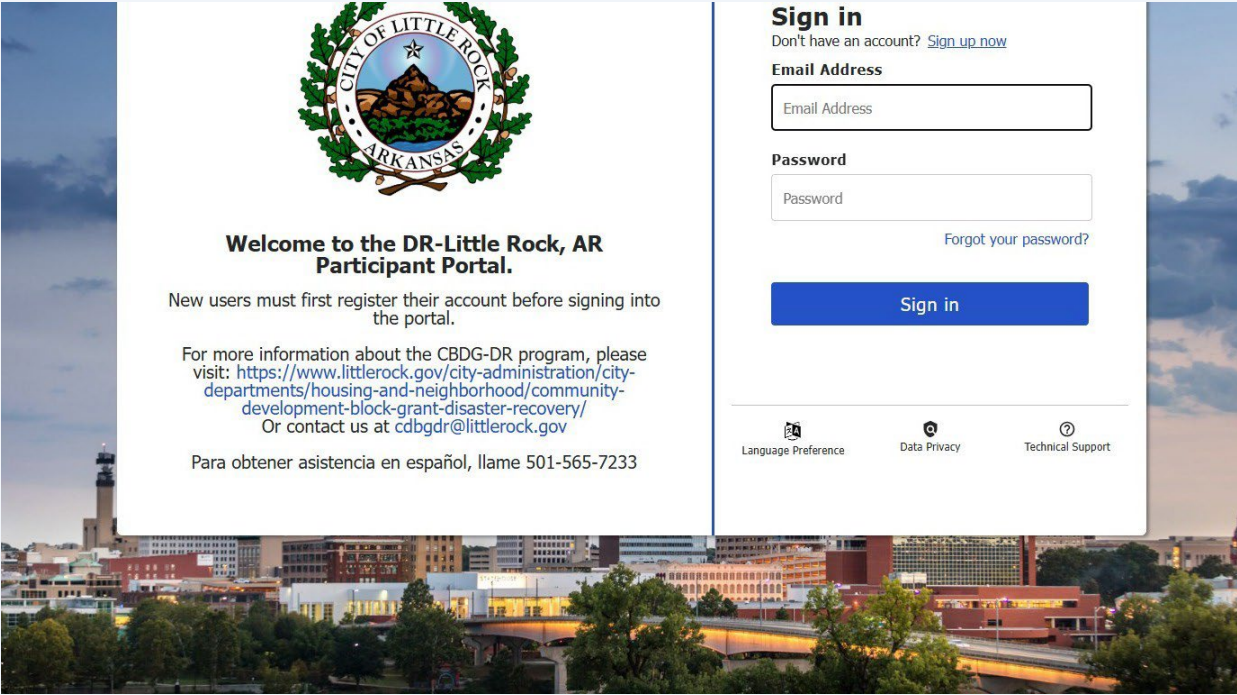 CITY OF LITTLE ROCK
ARKANSAS
Welcome to the DR-Little Rock, AR
Participant Portal.
New users must first register their account before signing into
the portal.
For more information about the CBDG-DR program, please
visit: https://www.littlerock.gov/city-administration/city-
departments/housing-and-neighborhood/community-
development-block-grant-disaster-recovery/
Or contact us at cdbgdr@littlerock.gov
Para obtener asistencia en español, llame 501-565-7233
Sign in
Don't have an account? Sign up now
Email Address
Email Address
Password
Password
Forgot your password?
Sign in
Language Preference
Data Privacy
Technical Support